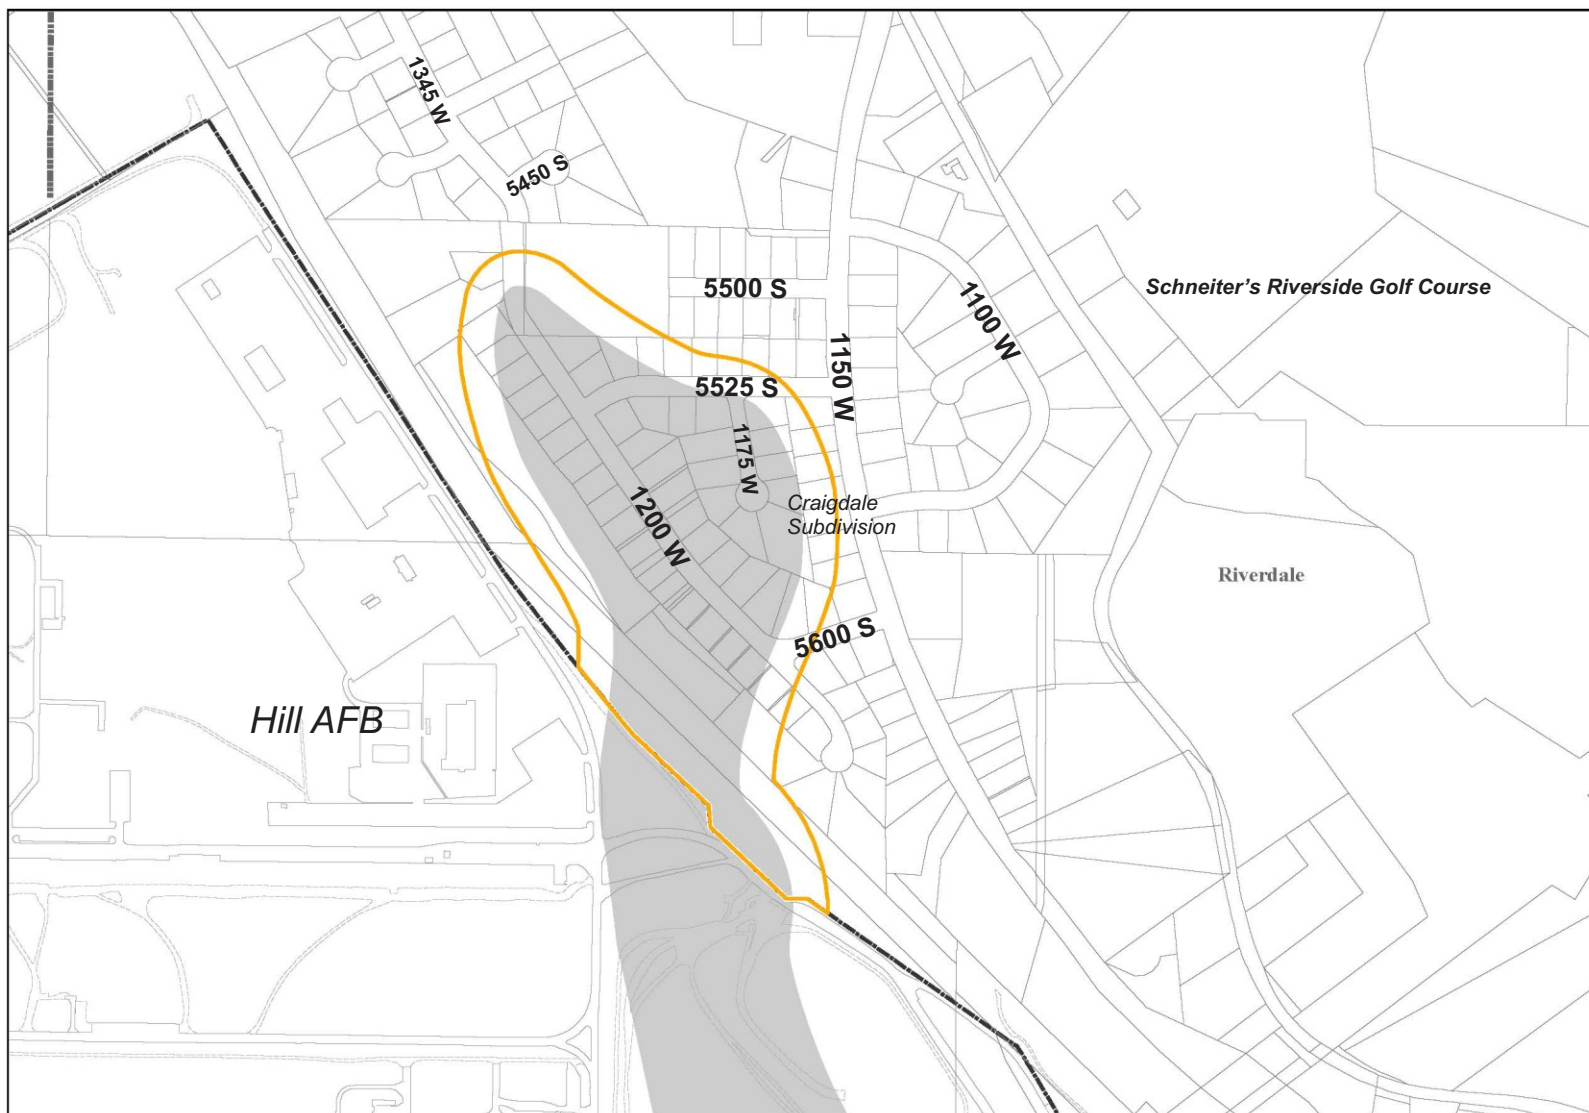 1345 W
5450 S
5500 S
Schneiter's Riverside Golf Course
1100 W
1150 W
5525 S
1175 W
Craigdale
Subdivision
1200 W
Riverdale
5600 S
Hill AFB